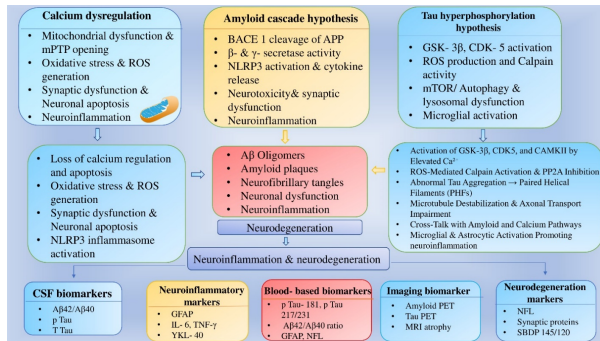 Calcium dysregulation
• Mitochondrial dysfunction &
mPTP opening
• Oxidative stress & ROS
generation
• Synaptic dysfunction &
Neuronal apoptosis
• Neuroinflammation
Amyloid cascade hypothesis
• BACE 1 cleavage of APP
• β- & γ- secretase activity
• NLRP3 activation & cytokine
release
• Neurotoxicity& synaptic
dysfunction
• Neuroinflammation
Tau hyperphosphorylation
hypothesis
• GSK- 3β, CDK- 5 activation
• ROS production and Calpain
activity
• mTOR/ Autophagy &
lysosomal dysfunction
• Microglial activation
• Loss of calcium regulation
and apoptosis
• Oxidative stress & ROS
generation
• Synaptic dysfunction &
Neuronal apoptosis
• NLRP3 inflammasome
activation
• Aβ Oligomers
• Amyloid plaques
• Neurofibrillary tangles
• Neuronal dysfunction
• Neuroinflammation
• Activation of GSK-3β, CDK5, and CAMKII by
Elevated Ca²⁻
• ROS-Mediated Calpain Activation & PP2A Inhibition
• Abnormal Tau Aggregation → Paired Helical
Filaments (PHFs)
• Microtubule Destabilization & Axonal Transport
Impairment
• Cross-Talk with Amyloid and Calcium Pathways
• Microglial & Astrocytic Activation Promoting
neuroinflammation
Neurodegeneration
Neuroinflammation & neurodegeneration
CSF biomarkers
• Aβ42/Aβ40
• p Tau
• T Tau
Neuroinflammatory
markers
• GFAP
• IL- 6, TNF-γ
• YKL- 40
Blood- based biomarkers
• p Tau- 181, p Tau
217/231
• Aβ42/Aβ40 ratio
• GFAP, NFL
Imaging biomarker
• Amyloid PET
• Tau PET
• MRI atrophy
Neurodegeneration
markers
• NFL
• Synaptic proteins
• SBDP 145/120